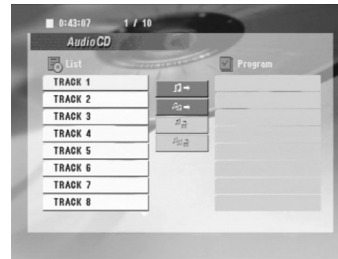 0:43:07 1 / 10
Audio CD
List
Program
TRACK 1
TRACK 2
TRACK 3
TRACK 4
TRACK 5
TRACK 6
TRACK 7
TRACK 8